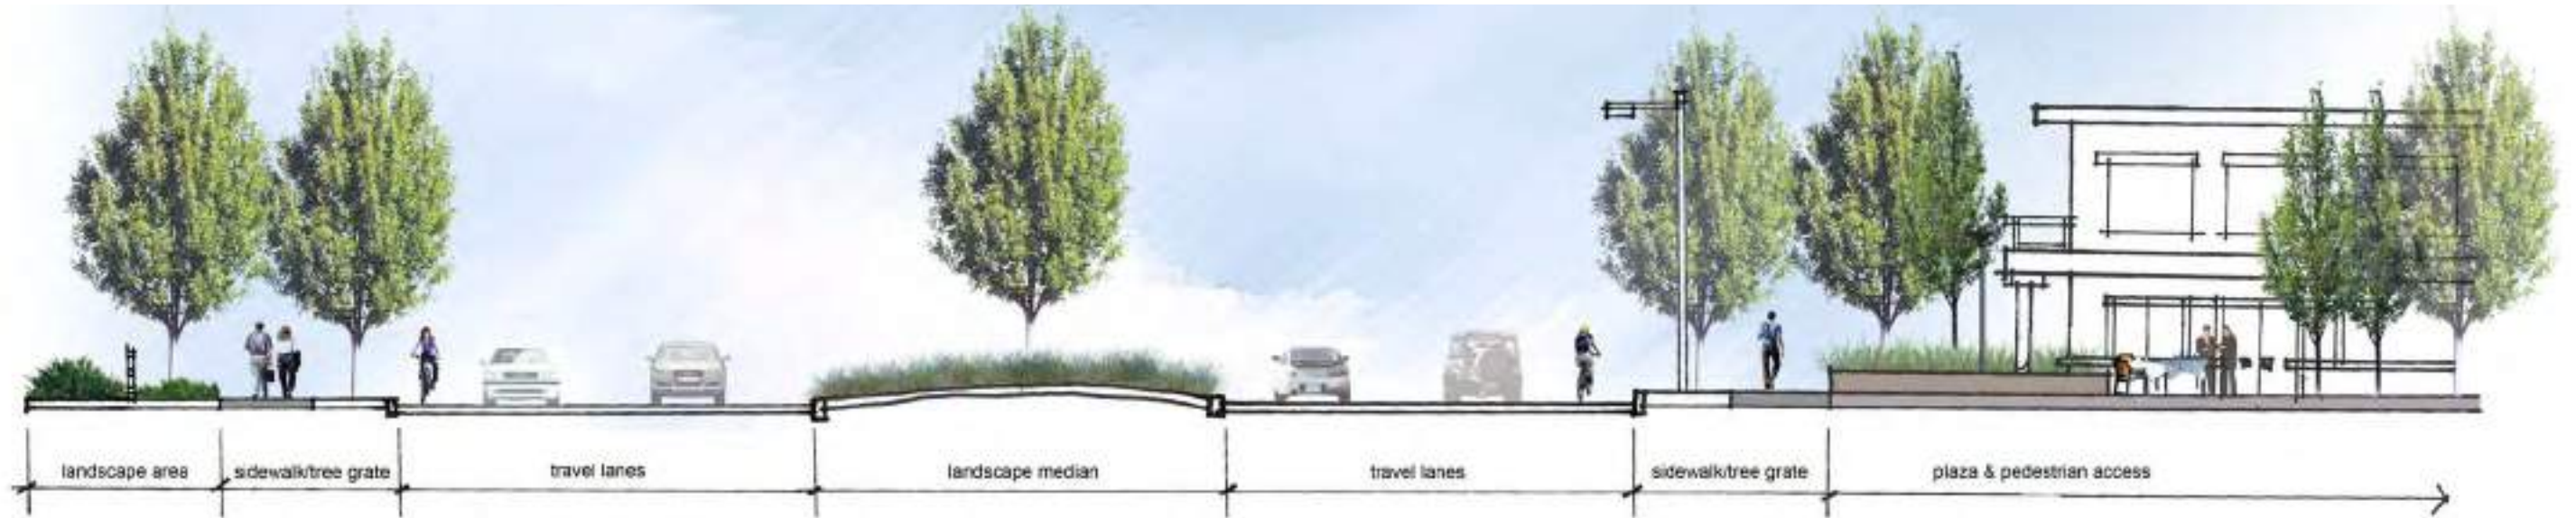 landscape area
sidewalk/tree grate
travel lanes
landscape median
travel lanes
sidewalk/tree grate
plaza & pedestrian access